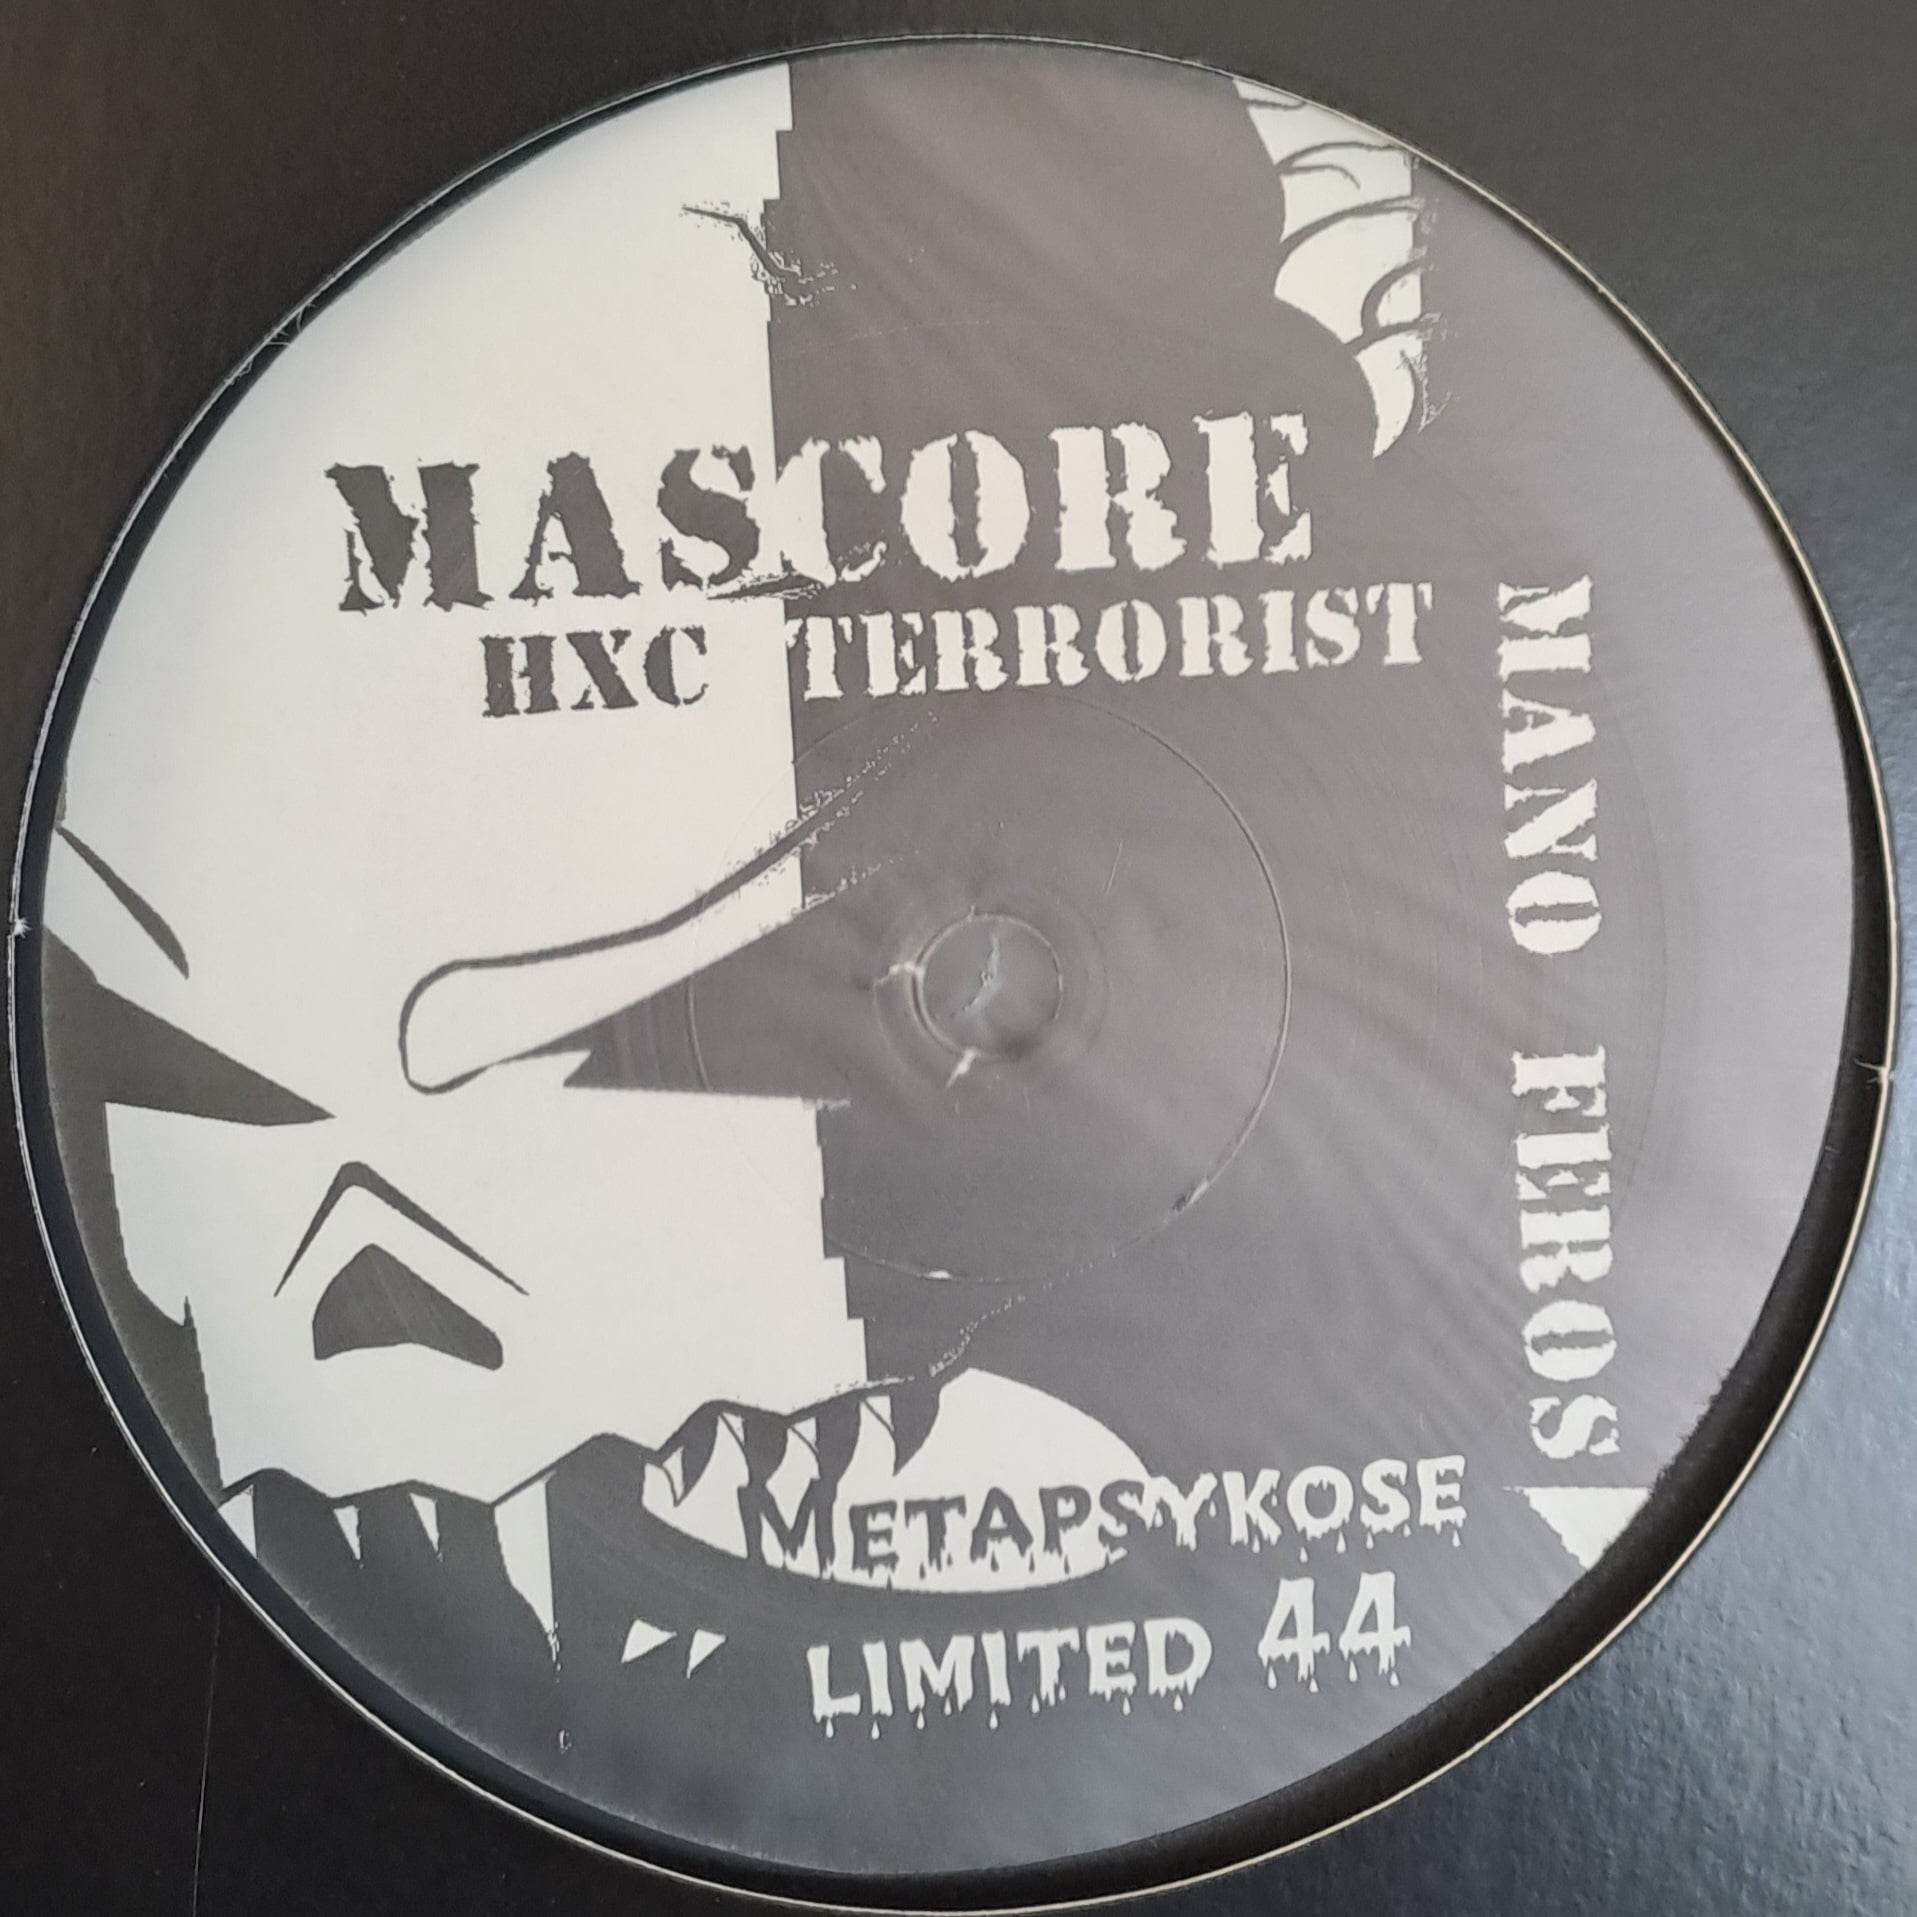 MASCORE
HXC TERRORIST
MANO FEROS
METAPSYKOSE
LIMITED 44